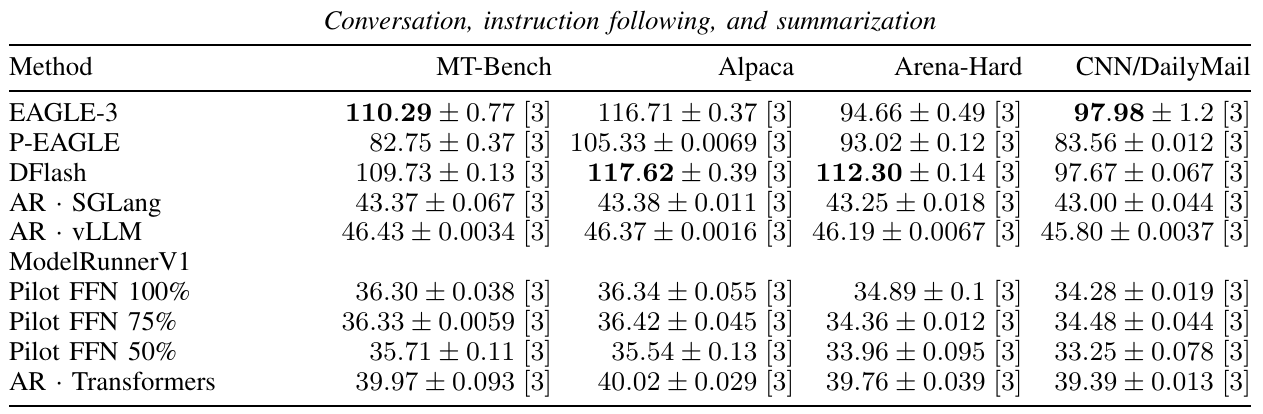 Conversation, instruction following, and summarization
Method MT-Bench Alpaca Arena-Hard CNN/DailyMail
EAGLE-3 110.29 ± 0.77 [3] 116.71 ± 0.37 [3] 94.66 ± 0.49 [3] 97.98 ± 1.2 [3]
P-EAGLE 82.75 ± 0.37 [3] 105.33 ± 0.0069 [3] 93.02 ± 0.12 [3] 83.56 ± 0.012 [3]
DFlash 109.73 ± 0.13 [3] 117.62 ± 0.39 [3] 112.30 ± 0.14 [3] 97.67 ± 0.067 [3]
AR · SGLang 43.37 ± 0.067 [3] 43.38 ± 0.011 [3] 43.25 ± 0.018 [3] 43.00 ± 0.044 [3]
AR · vLLM 46.43 ± 0.0034 [3] 46.37 ± 0.0016 [3] 46.19 ± 0.0067 [3] 45.80 ± 0.0037 [3]
ModelRunnerV1
Pilot FFN 100% 36.30 ± 0.038 [3] 36.34 ± 0.055 [3] 34.89 ± 0.1 [3] 34.28 ± 0.019 [3]
Pilot FFN 75% 36.33 ± 0.0059 [3] 36.42 ± 0.045 [3] 34.36 ± 0.012 [3] 34.48 ± 0.044 [3]
Pilot FFN 50% 35.71 ± 0.11 [3] 35.54 ± 0.13 [3] 33.96 ± 0.095 [3] 33.25 ± 0.078 [3]
AR · Transformers 39.97 ± 0.093 [3] 40.02 ± 0.029 [3] 39.76 ± 0.039 [3] 39.39 ± 0.013 [3]